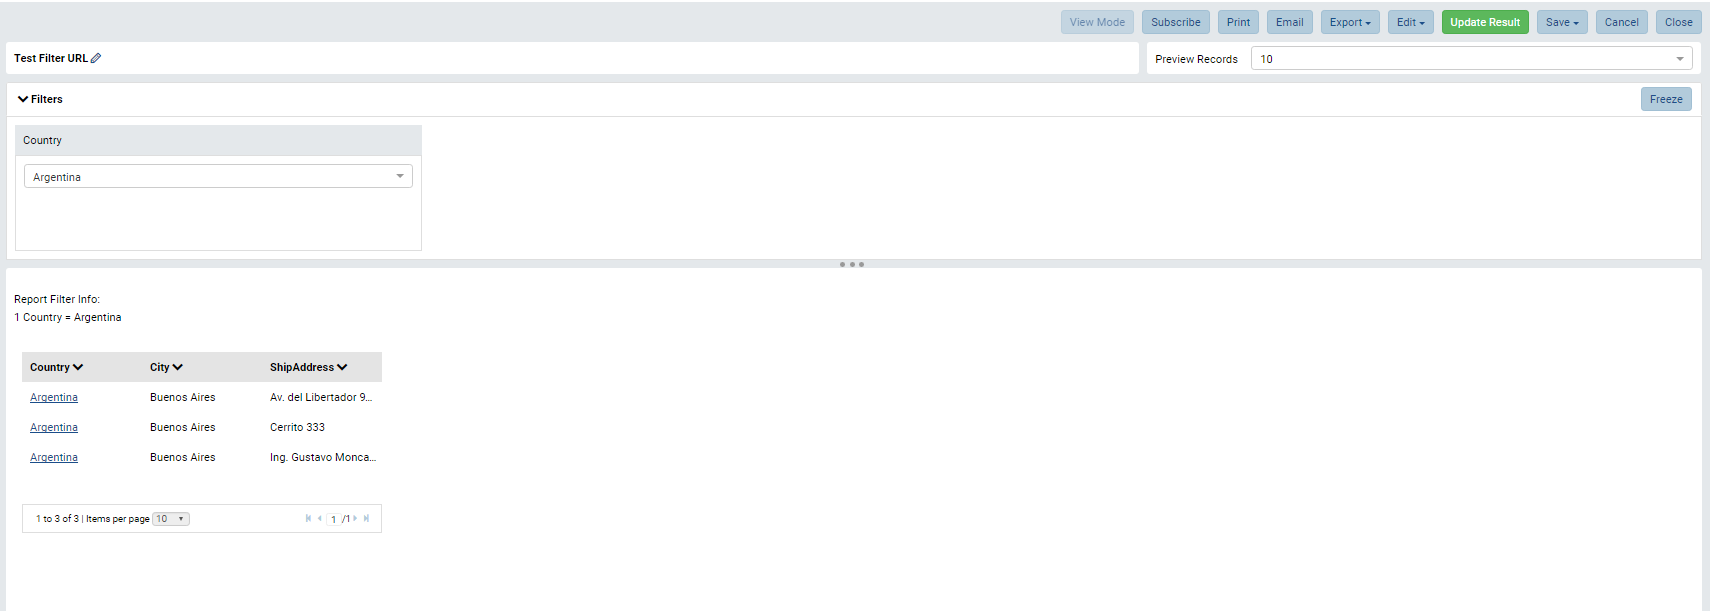 View Mode Subscribe Print Email Export Edit Update Result Save Cancel Close
Test Filter URL Preview Records 10
Filters Freeze
Country
Argentina
Report Filter Info:
1 Country = Argentina
Country City ShipAddress
Argentina Buenos Aires Av. del Libertador 9...
Argentina Buenos Aires Cerrito 333
Argentina Buenos Aires Ing. Gustavo Monca...
1 to 3 of 3 | Items per page 10 1 /1